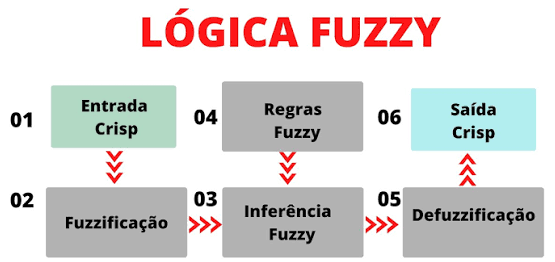 LÓGICA FUZZY
01
Entrada
Crisp
04
Regras
Fuzzy
06
Saída
Crisp
02
Fuzzificação
03
Inferência
Fuzzy
05
Defuzzificação